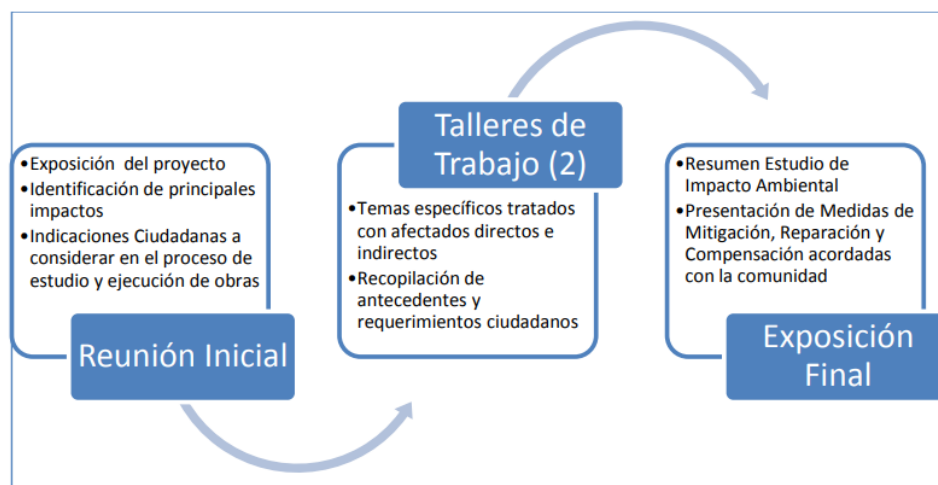 •Exposición del proyecto
•Identificación de principales
impactos
•Indicaciones Ciudadanas a
considerar en el proceso de
estudio y ejecución de obras
Reunión Inicial
Talleres de
Trabajo (2)
•Temas específicos tratados
con afectados directos e
indirectos
•Recopilación de
antecedentes y
requerimientos ciudadanos
•Resumen Estudio de
Impacto Ambiental
•Presentación de Medidas de
Mitigación, Reparación y
Compensación acordadas
con la comunidad
Exposición
Final